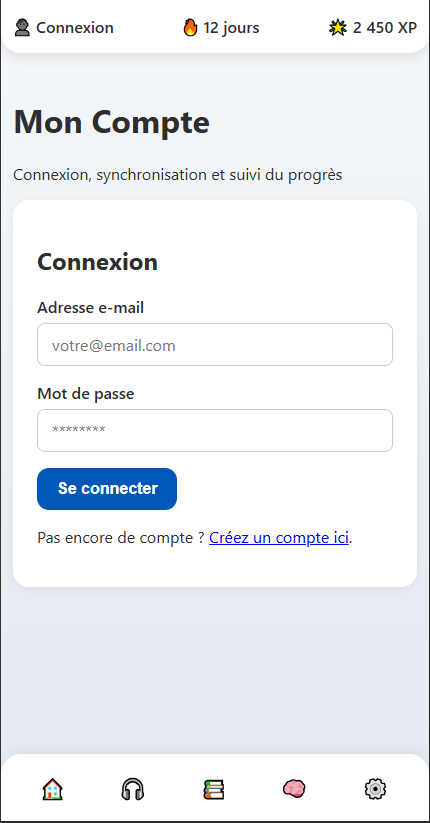 Connexion 12 jours 2 450 XP
Mon Compte
Connexion, synchronisation et suivi du progrès
Connexion
Adresse e-mail
votre@email.com
Mot de passe
********
Se connecter
Pas encore de compte ? Créez un compte ici.